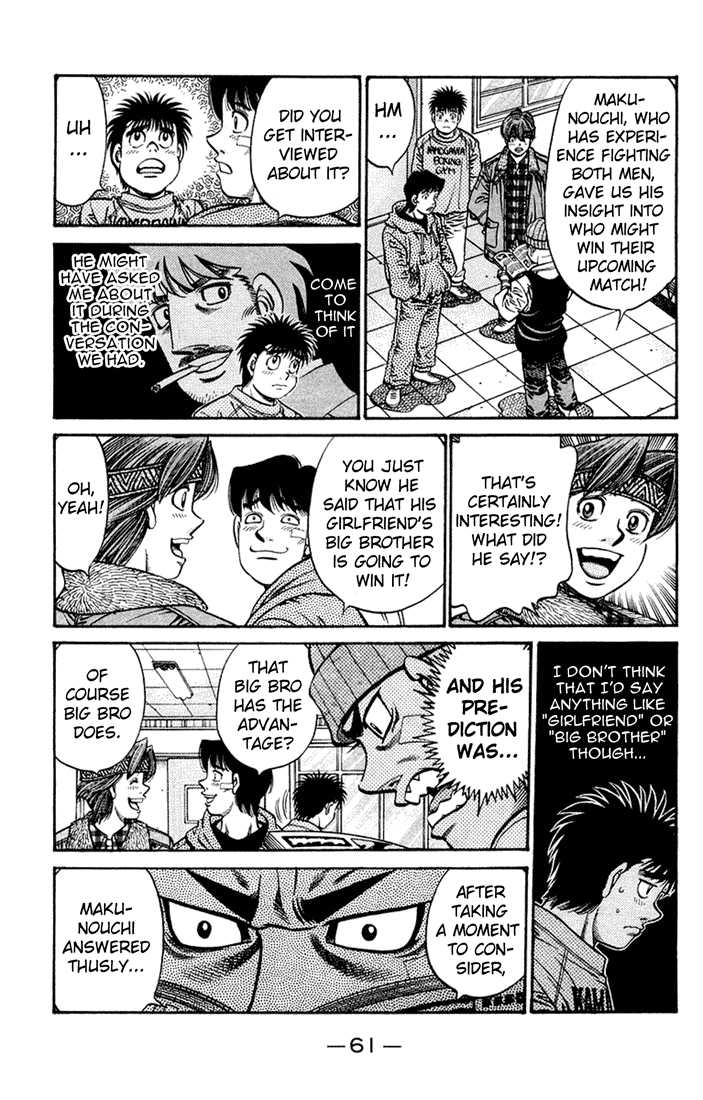 MAKU-
NOUCHI, WHO
HAS EXPERI-
ENCE FIGHTING
BOTH MEN,
GAVE US HIS
INSIGHT INTO
WHO MIGHT
WIN THEIR
UPCOMING
MATCH!
HM
...
KAMOGAWA
BOXING
GYM
DID YOU
GET INTER-
VIEWED
ABOUT IT?
UH
...
COME
TO
THINK
OF IT
HE MIGHT
HAVE ASKED
ME ABOUT
IT DURING
THE CON-
VERSATION
WE HAD.
THAT'S
CERTAINLY
INTERESTING!
WHAT DID
HE SAY!?
YOU JUST
KNOW HE
SAID THAT HIS
GIRLFRIEND'S
BIG BROTHER
IS GOING TO
WIN IT!
OH,
YEAH!
I DON'T THINK
THAT I'D SAY
ANYTHING LIKE
"GIRLFRIEND" OR
"BIG BROTHER"
THOUGH...
AND HIS
PRE-
DICTION
WAS...
THAT
BIG BRO
HAS THE
ADVAN-
TAGE?
OF
COURSE
BIG BRO
DOES.
AFTER
TAKING
A MOMENT
TO CON-
SIDER,
MAKU-
NOUCHI
ANSWERED
THUSLY...
—61—